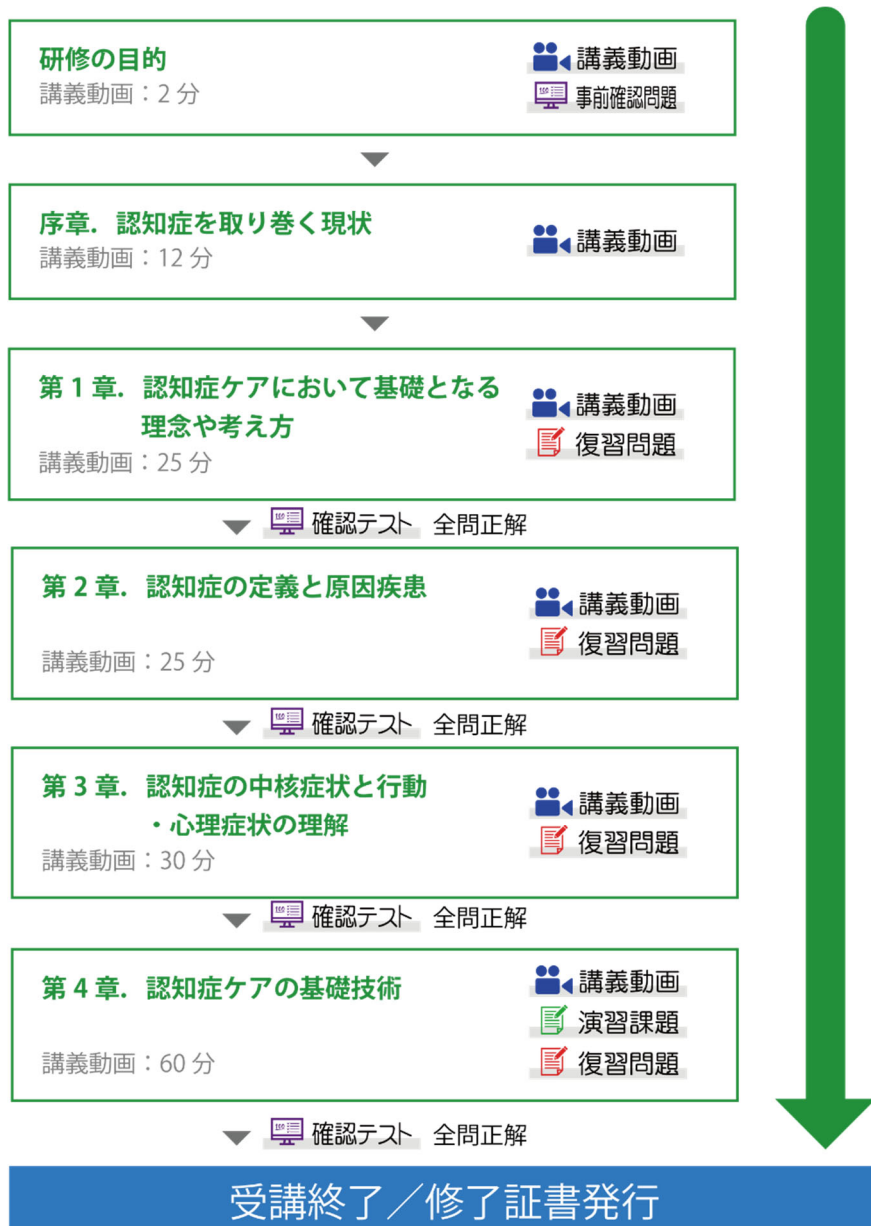 研修の目的
講義動画：2 分
講義動画
事前確認問題
序章．認知症を取り巻く現状
講義動画：12 分
講義動画
第 1 章．認知症ケアにおいて基礎となる
理念や考え方
講義動画：25 分
講義動画
復習問題
確認テスト 全問正解
第 2 章．認知症の定義と原因疾患
講義動画：25 分
講義動画
復習問題
確認テスト 全問正解
第 3 章．認知症の中核症状と行動
・心理症状の理解
講義動画：30 分
講義動画
復習問題
確認テスト 全問正解
第 4 章．認知症ケアの基礎技術
講義動画：60 分
講義動画
演習課題
復習問題
確認テスト 全問正解
受講終了／修了証書発行